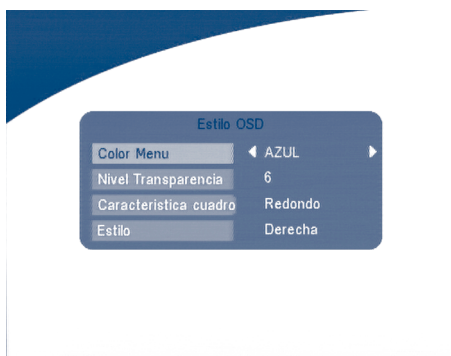 Estilo OSD
Color Menu AZUL
Nivel Transparencia 6
Caracteristica cuadro Redondo
Estilo Derecha